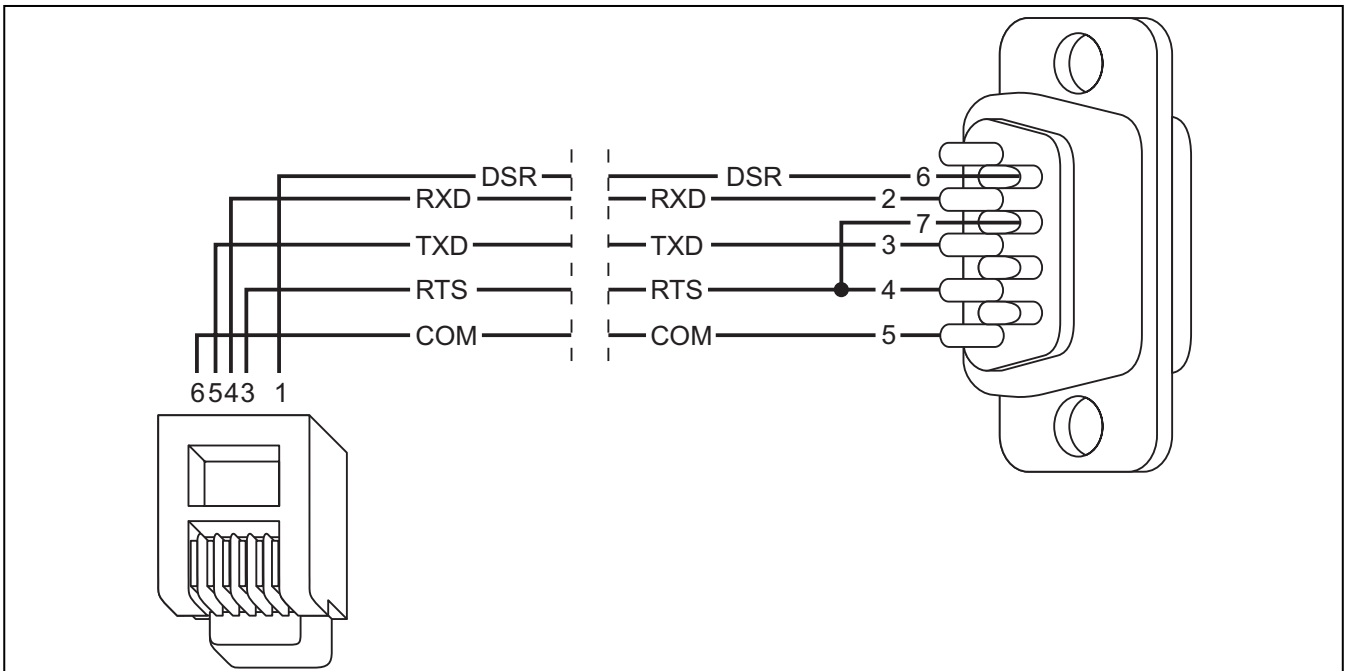 DSR DSR 6
RXD RXD 2
7
TXD TXD 3
RTS RTS 4
COM COM 5
6543 1